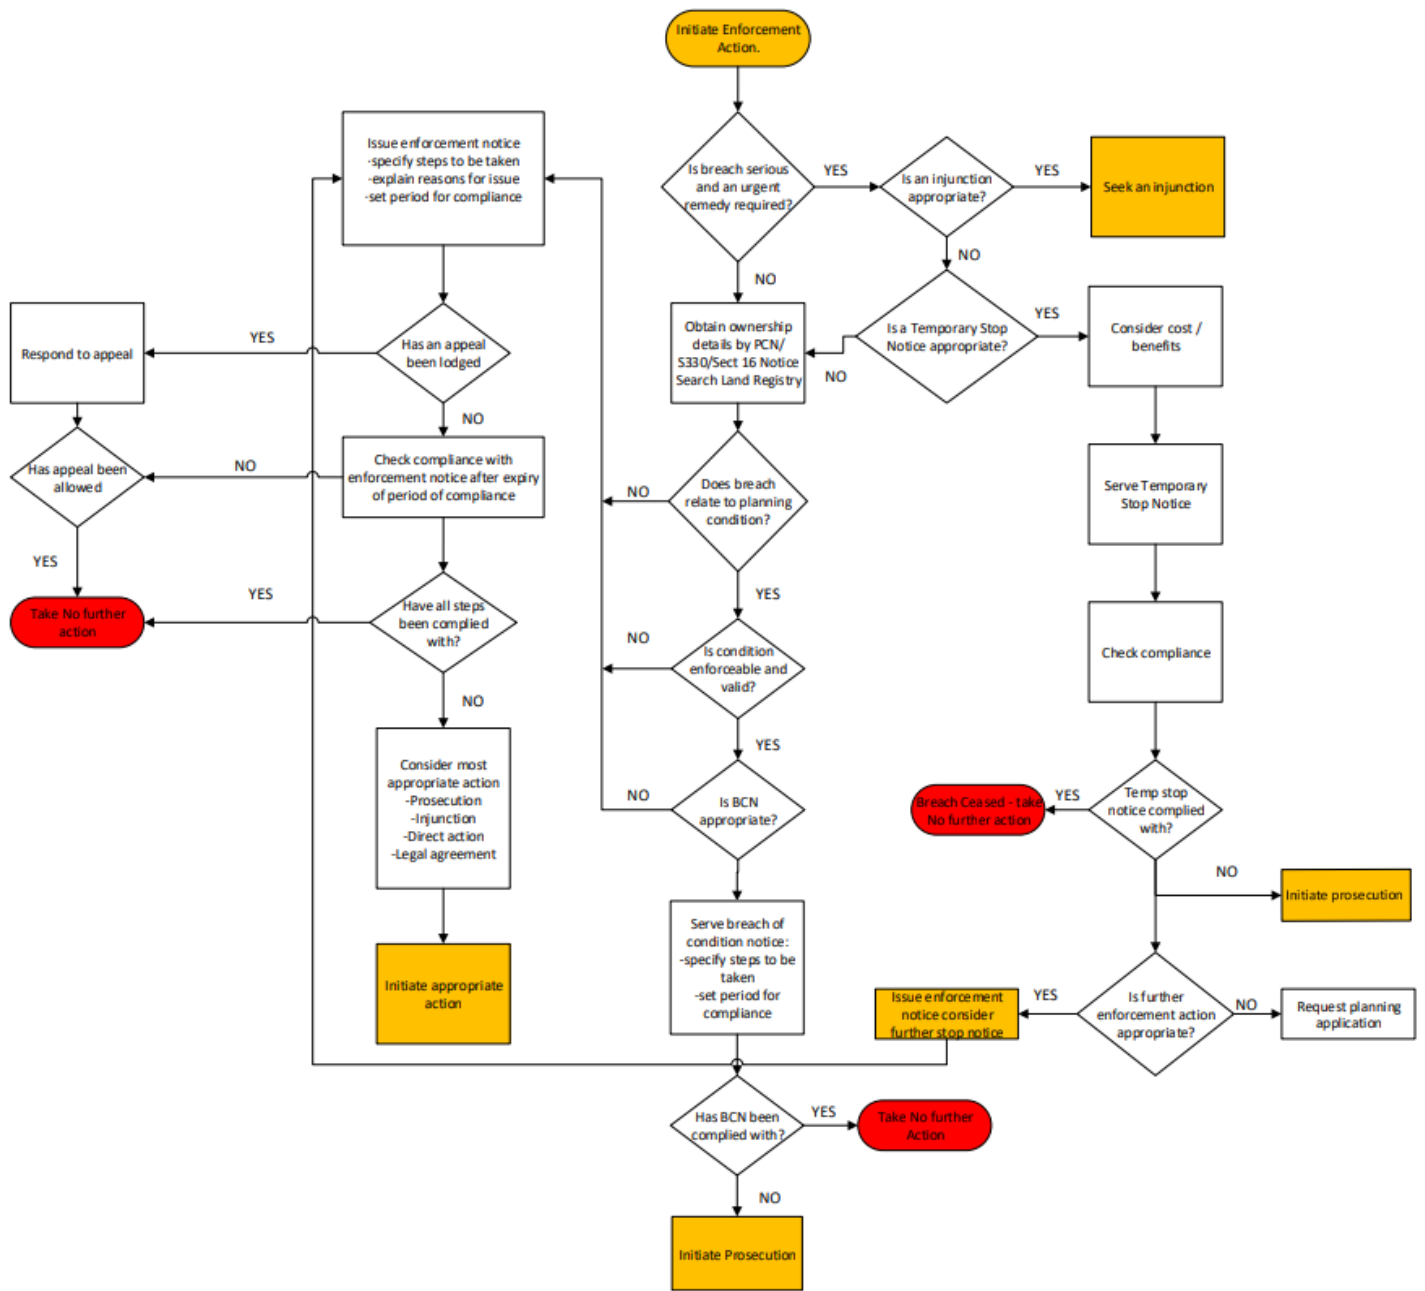 Initiate Enforcement
Action.
Is breach serious
and an urgent
remedy required?
YES
Is an injunction
appropriate?
YES
Seek an injunction
NO
NO
Is a Temporary Stop
Notice appropriate?
YES
NO
Consider cost /
benefits
Serve Temporary
Stop Notice
Check compliance
Temp stop
notice complied
with?
YES
Breach Ceased - take
No further action
NO
Initiate prosecution
Is further
enforcement action
appropriate?
NO
Request planning
application
YES
Issue enforcement
notice consider
further stop notice
Obtain ownership
details by PCN/
S330/Sect 16 Notice
Search Land Registry
Does breach
relate to planning
condition?
NO
YES
Is condition
enforceable and
valid?
NO
YES
Is BCN
appropriate?
NO
Serve breach of
condition notice:
-specify steps to be
taken
-set period for
compliance
Has BCN been
complied with?
YES
Take No further
Action
NO
Initiate Prosecution
Issue enforcement notice
-specify steps to be taken
-explain reasons for issue
-set period for compliance
Has an appeal
been lodged
YES
Respond to appeal
NO
Check compliance with
enforcement notice after expiry
of period of compliance
NO
Has appeal been
allowed
YES
Take No further
action
Have all steps
been complied
with?
YES
NO
Consider most
appropriate action
-Prosecution
-Injunction
-Direct action
-Legal agreement
Initiate appropriate
action